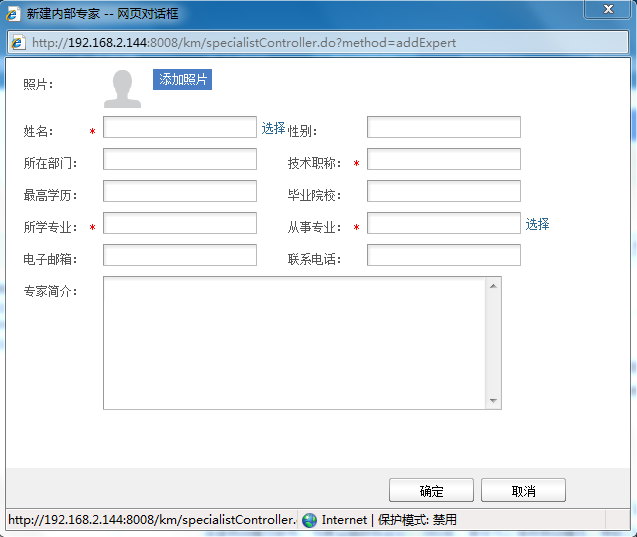 新建内部专家 -- 网页对话框
http://192.168.2.144:8008/km/specialistController.do?method=addExpert
照片： 添加照片
姓名： * 选择 性别：
所在部门： 技术职称： *
最高学历： 毕业院校：
所学专业： * 从事专业： * 选择
电子邮箱： 联系电话：
专家简介：
确定 取消
http://192.168.2.144:8008/km/specialistController. Internet | 保护模式: 禁用